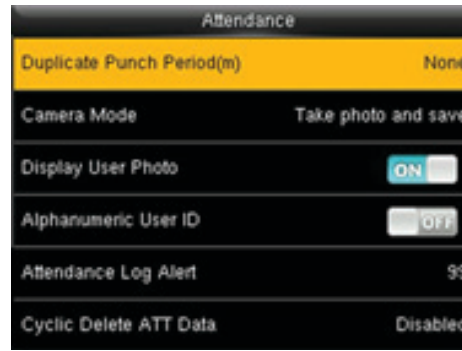 Attendance
Duplicate Punch Period(m) None
Camera Mode Take photo and save
Display User Photo ON
Alphanumeric User ID OFF
Attendance Log Alert 99
Cyclic Delete ATT Data Disabled